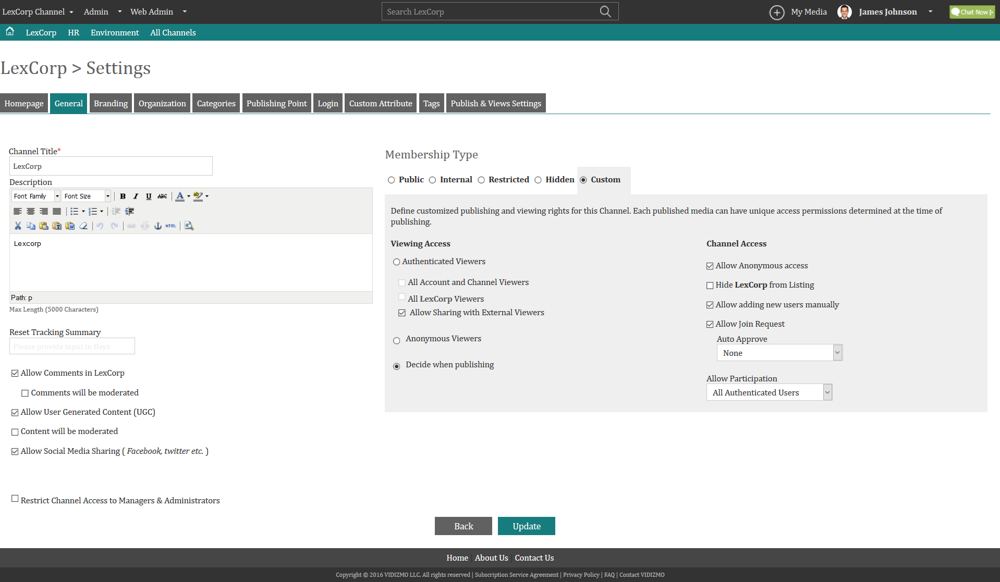 LexCorp Channel Admin Web Admin Search LexCorp My Media James Johnson Chat Now
LexCorp HR Environment All Channels
LexCorp > Settings
Homepage General Branding Organization Categories Publishing Point Login Custom Attribute Tags Publish & Views Settings
Channel Title*
LexCorp
Description
Font Family Font Size B I U ABC A ab
HTML
Lexcorp
Path: p
Max Length (5000 Characters)
Reset Tracking Summary
Please provide input in Days
Allow Comments in LexCorp
Comments will be moderated
Allow User Generated Content (UGC)
Content will be moderated
Allow Social Media Sharing ( Facebook, twitter etc. )
Restrict Channel Access to Managers & Administrators
Membership Type
Public Internal Restricted Hidden Custom
Define customized publishing and viewing rights for this Channel. Each published media can have unique access permissions determined at the time of
publishing.
Viewing Access
Authenticated Viewers
All Account and Channel Viewers
All LexCorp Viewers
Allow Sharing with External Viewers
Anonymous Viewers
Decide when publishing
Channel Access
Allow Anonymous access
Hide LexCorp from Listing
Allow adding new users manually
Allow Join Request
Auto Approve
None
Allow Participation
All Authenticated Users
Back Update
Home | About Us | Contact Us
Copyright © 2016 VIDIZMO LLC. All rights reserved | Subscription Service Agreement | Privacy Policy | FAQ | Contact VIDIZMO